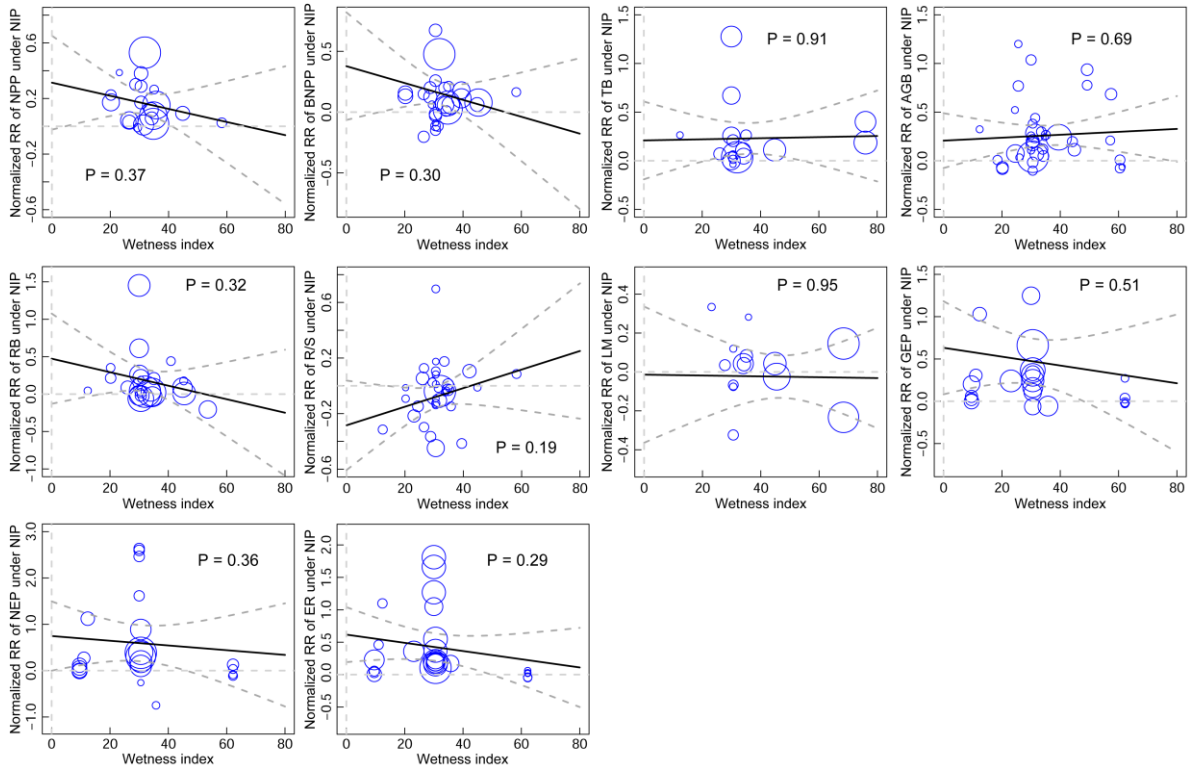 Normalized RR of NPP under NIP
−0.6 −0.2 0.2 0.6
P = 0.37
0 20 40 60 80
Wetness index
Normalized RR of BNPP under NIP
−0.5 0.0 0.5
P = 0.30
0 20 40 60 80
Wetness index
Normalized RR of TB under NIP
−0.5 0.0 0.5 1.0 1.5
P = 0.91
0 20 40 60 80
Wetness index
Normalized RR of AGB under NIP
−0.5 0.0 0.5 1.0 1.5
P = 0.69
0 20 40 60 80
Wetness index
Normalized RR of RB under NIP
−1.0 −0.5 0.0 0.5 1.0 1.5
P = 0.32
0 20 40 60 80
Wetness index
Normalized RR of R/S under NIP
−0.6 −0.2 0.2 0.6
P = 0.19
0 20 40 60 80
Wetness index
Normalized RR of LM under NIP
−0.4 −0.2 0.0 0.2 0.4
P = 0.95
0 20 40 60 80
Wetness index
Normalized RR of GEP under NIP
−0.5 0.0 0.5 1.0 1.5
P = 0.51
0 20 40 60 80
Wetness index
Normalized RR of NEP under NIP
−1.0 0.0 1.0 2.0 3.0
P = 0.36
0 20 40 60 80
Wetness index
Normalized RR of ER under NIP
−0.5 0.0 0.5 1.0 1.5 2.0
P = 0.29
0 20 40 60 80
Wetness index